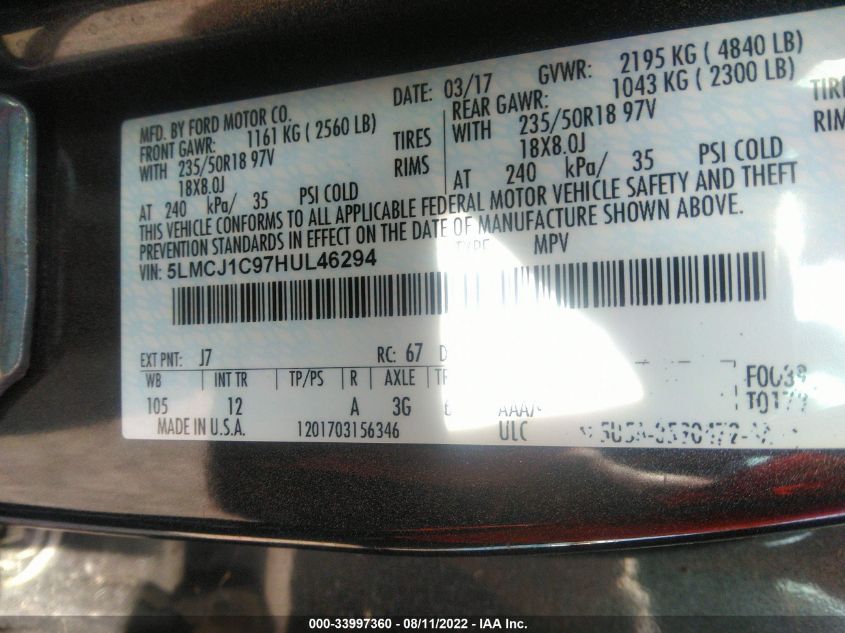 MFD. BY FORD MOTOR CO.
DATE: 03/17 GVWR: 2195 KG ( 4840 LB)
FRONT GAWR: 1161 KG ( 2560 LB)
REAR GAWR: 1043 KG ( 2300 LB)
WITH 235/50R18 97V TIRES
WITH 235/50R18 97V TIRE
18X8.0J RIMS
18X8.0J RIMS
AT 240 kPa/ 35 PSI COLD
AT 240 kPa/ 35 PSI COLD
THIS VEHICLE CONFORMS TO ALL APPLICABLE FEDERAL MOTOR VEHICLE SAFETY AND THEFT
PREVENTION STANDARDS IN EFFECT ON THE DATE OF MANUFACTURE SHOWN ABOVE.
VIN: 5LMCJ1C97HUL46294 TYPE: MPV
EXT PNT: J7 RC: 67
WB INT TR TP/PS R AXLE
105 12 A 3G
MADE IN U.S.A. 1201703156346 ULC
000-33997360 - 08/11/2022 - IAA Inc.